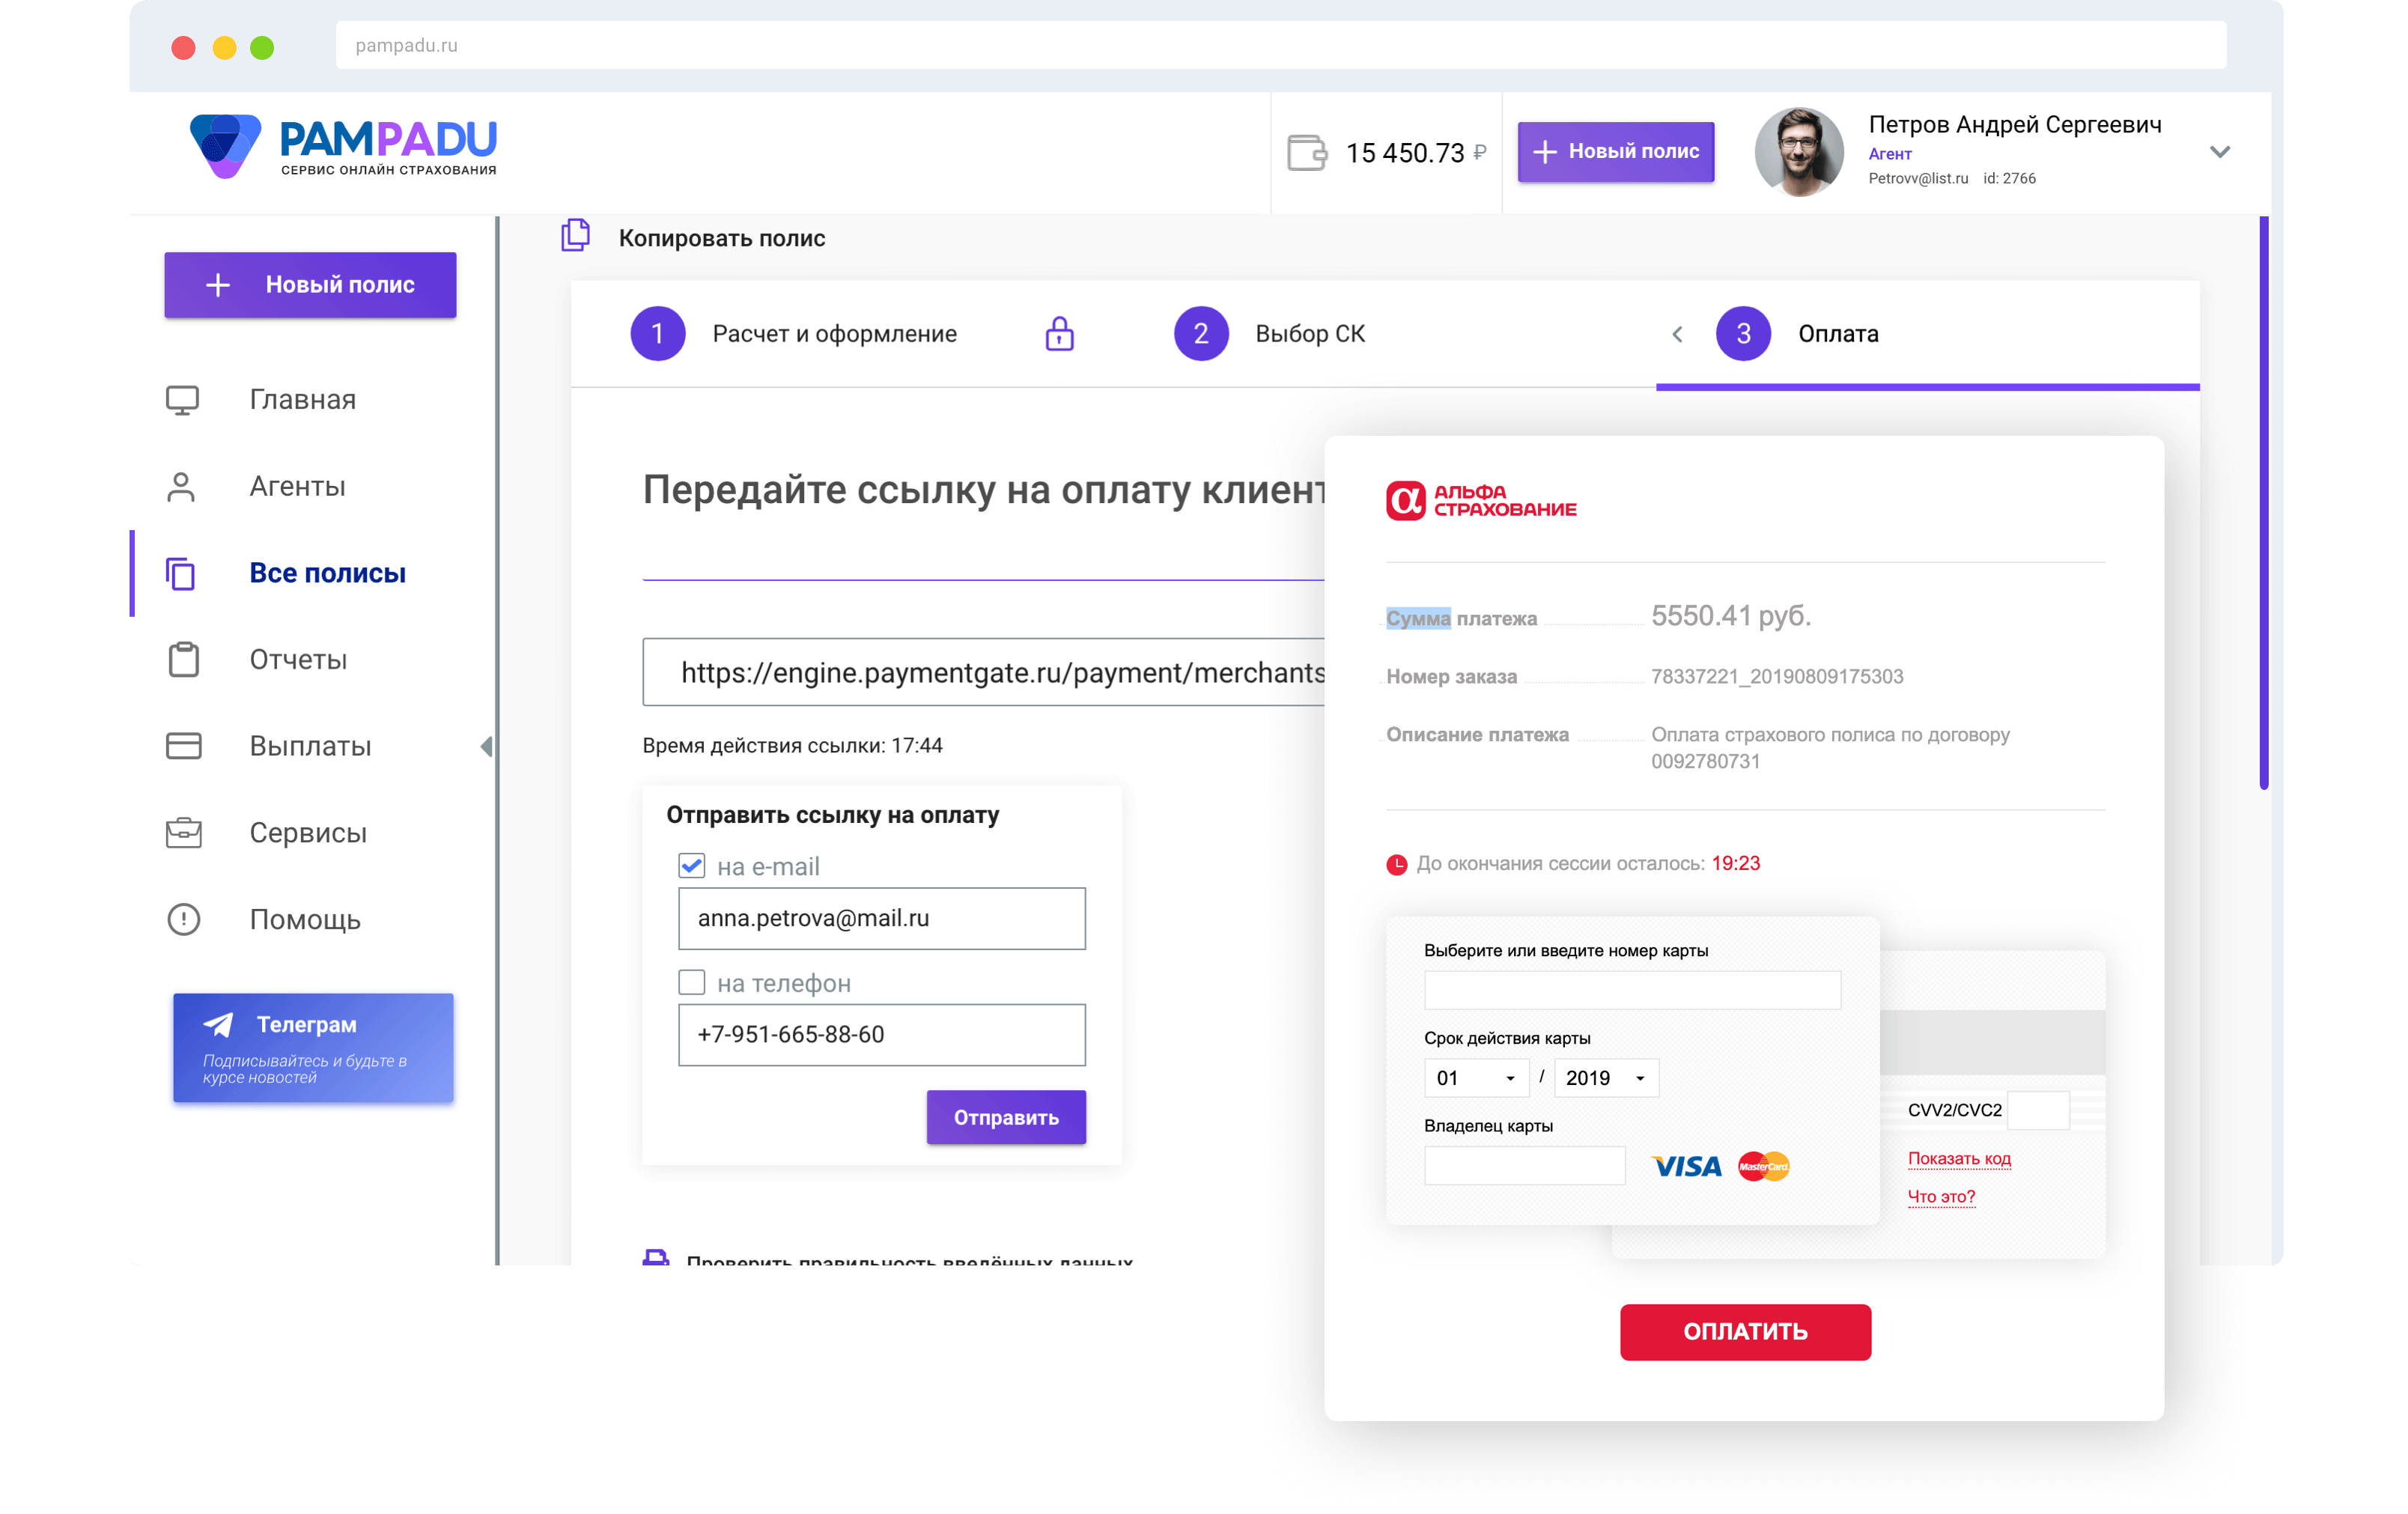 pampadu.ru
PAMPADU
СЕРВИС ОНЛАЙН СТРАХОВАНИЯ
15 450.73 ₽
Новый полис
Петров Андрей Сергеевич
Агент
Petrovv@list.ru id: 2766
Новый полис
Главная
Агенты
Все полисы
Отчеты
Выплаты
Сервисы
Помощь
Телеграм
Подписывайтесь и будьте в
курсе новостей
Копировать полис
1 Расчет и оформление
2 Выбор СК
3 Оплата
Передайте ссылку на оплату клиент
https://engine.paymentgate.ru/payment/merchants
Время действия ссылки: 17:44
Отправить ссылку на оплату
на e-mail
anna.petrova@mail.ru
на телефон
+7-951-665-88-60
Отправить
Проверить правильность введённых данных
АЛЬФА
СТРАХОВАНИЕ
Сумма платежа 5550.41 руб.
Номер заказа 78337221_20190809175303
Описание платежа Оплата страхового полиса по договору
0092780731
До окончания сессии осталось: 19:23
Выберите или введите номер карты
Срок действия карты
01 / 2019
Владелец карты
VISA MasterCard
CVV2/CVC2
Показать код
Что это?
ОПЛАТИТЬ